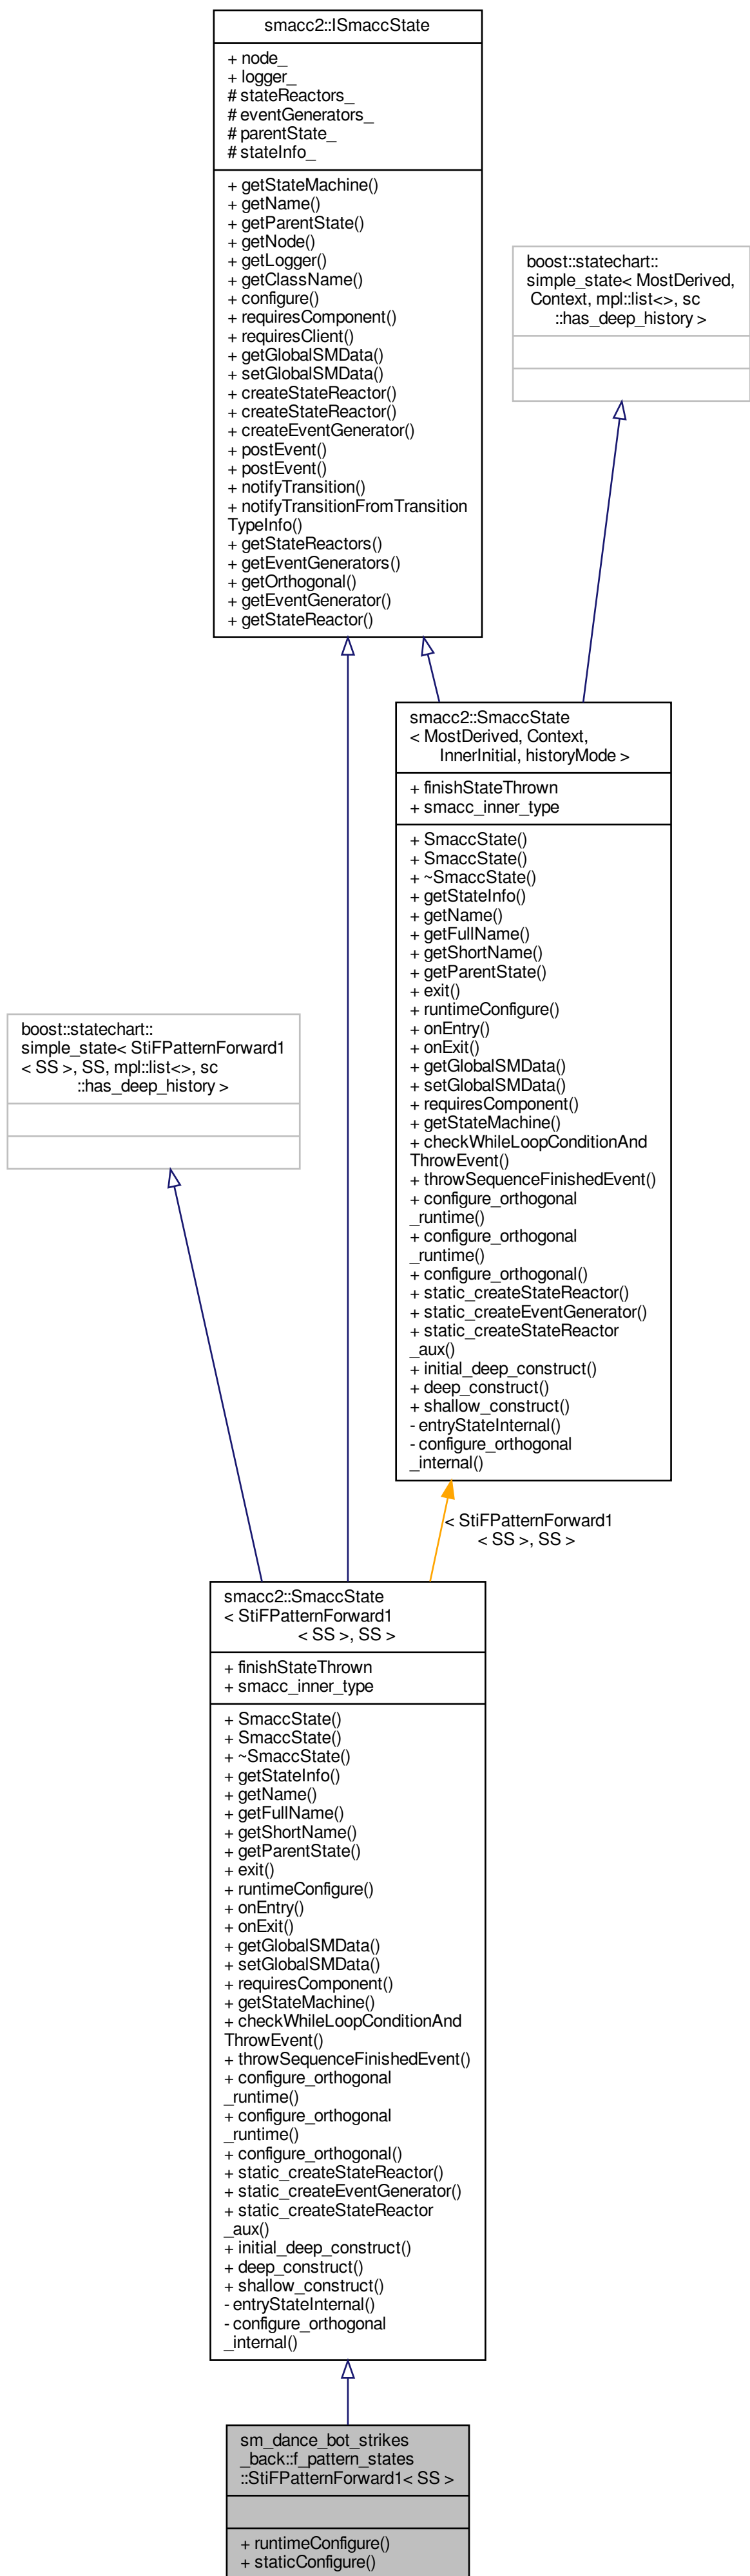 smacc2::ISmaccState
+ node_
+ logger_
# stateReactors_
# eventGenerators_
# parentState_
# stateInfo_
+ getStateMachine()
+ getName()
+ getParentState()
+ getNode()
+ getLogger()
+ getClassName()
+ configure()
+ requiresComponent()
+ requiresClient()
+ getGlobalSMData()
+ setGlobalSMData()
+ createStateReactor()
+ createStateReactor()
+ createEventGenerator()
+ postEvent()
+ postEvent()
+ notifyTransition()
+ notifyTransitionFromTransition
TypeInfo()
+ getStateReactors()
+ getEventGenerators()
+ getOrthogonal()
+ getEventGenerator()
+ getStateReactor()
boost::statechart::
simple_state< MostDerived,
Context, mpl::list<>, sc
::has_deep_history >
smacc2::SmaccState
< MostDerived, Context,
InnerInitial, historyMode >
+ finishStateThrown
+ smacc_inner_type
+ SmaccState()
+ SmaccState()
+ ~SmaccState()
+ getStateInfo()
+ getName()
+ getFullName()
+ getShortName()
+ getParentState()
+ exit()
+ runtimeConfigure()
+ onEntry()
+ onExit()
+ getGlobalSMData()
+ setGlobalSMData()
+ requiresComponent()
+ getStateMachine()
+ checkWhileLoopConditionAnd
ThrowEvent()
+ throwSequenceFinishedEvent()
+ configure_orthogonal
_runtime()
+ configure_orthogonal
_runtime()
+ configure_orthogonal()
+ static_createStateReactor()
+ static_createEventGenerator()
+ static_createStateReactor
_aux()
+ initial_deep_construct()
+ deep_construct()
+ shallow_construct()
- entryStateInternal()
- configure_orthogonal
_internal()
boost::statechart::
simple_state< StiFPatternForward1
< SS >, SS, mpl::list<>, sc
::has_deep_history >
< StiFPatternForward1
< SS >, SS >
smacc2::SmaccState
< StiFPatternForward1
< SS >, SS >
+ finishStateThrown
+ smacc_inner_type
+ SmaccState()
+ SmaccState()
+ ~SmaccState()
+ getStateInfo()
+ getName()
+ getFullName()
+ getShortName()
+ getParentState()
+ exit()
+ runtimeConfigure()
+ onEntry()
+ onExit()
+ getGlobalSMData()
+ setGlobalSMData()
+ requiresComponent()
+ getStateMachine()
+ checkWhileLoopConditionAnd
ThrowEvent()
+ throwSequenceFinishedEvent()
+ configure_orthogonal
_runtime()
+ configure_orthogonal
_runtime()
+ configure_orthogonal()
+ static_createStateReactor()
+ static_createEventGenerator()
+ static_createStateReactor
_aux()
+ initial_deep_construct()
+ deep_construct()
+ shallow_construct()
- entryStateInternal()
- configure_orthogonal
_internal()
sm_dance_bot_strikes
_back::f_pattern_states
::StiFPatternForward1< SS >
+ runtimeConfigure()
+ staticConfigure()